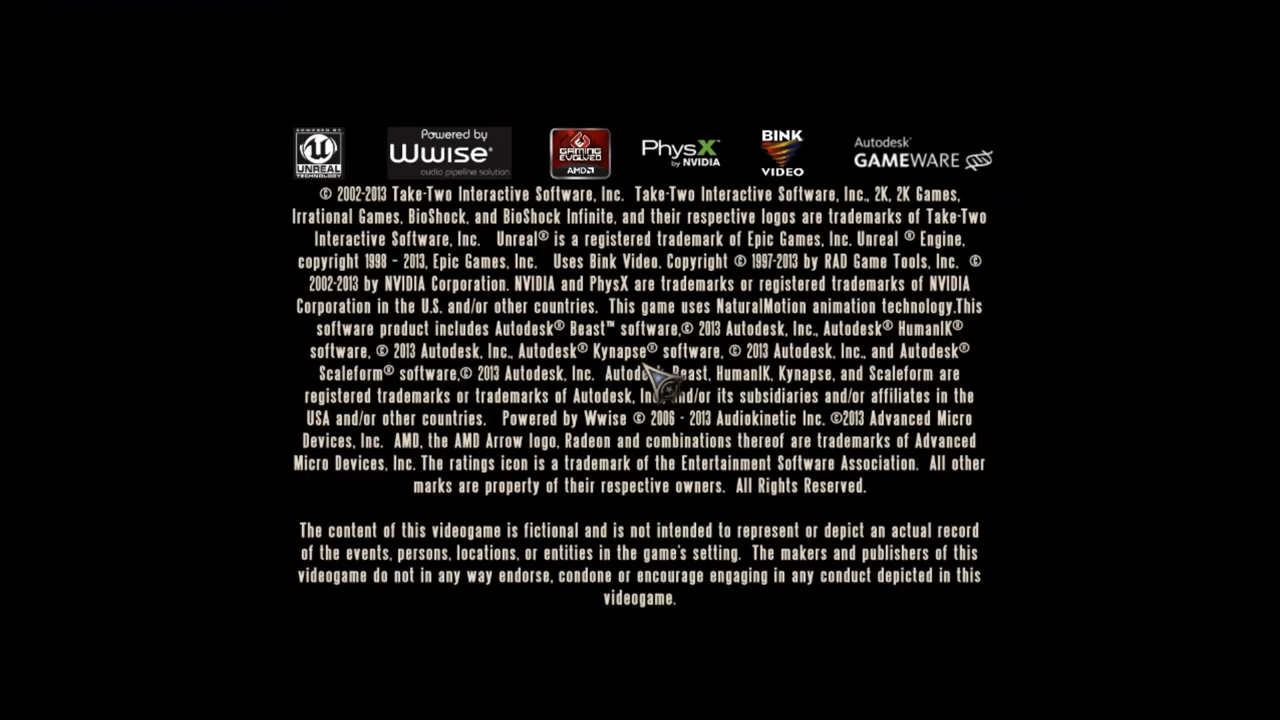 POWERED BY UNREAL TECHNOLOGY
Powered by Wwise® audio pipeline solution
GAMING EVOLVED AMD
PhysX by NVIDIA
BINK VIDEO
Autodesk® GAMEWARE
© 2002-2013 Take-Two Interactive Software, Inc.  Take-Two Interactive Software, Inc., 2K, 2K Games,
Irrational Games, BioShock, and BioShock Infinite, and their respective logos are trademarks of Take-Two
Interactive Software, Inc.   Unreal® is a registered trademark of Epic Games, Inc. Unreal ® Engine,
copyright 1998 - 2013, Epic Games, Inc.   Uses Bink Video. Copyright © 1997-2013 by RAD Game Tools, Inc.  ©
2002-2013 by NVIDIA Corporation. NVIDIA and PhysX are trademarks or registered trademarks of NVIDIA
Corporation in the U.S. and/or other countries.  This game uses NaturalMotion animation technology.This
software product includes Autodesk® Beast™ software,© 2013 Autodesk, Inc., Autodesk® HumanIK®
software, © 2013 Autodesk, Inc., Autodesk® Kynapse® software, © 2013 Autodesk, Inc., and Autodesk®
Scaleform® software,© 2013 Autodesk, Inc.  Autodesk, Beast, HumanIK, Kynapse, and Scaleform are
registered trademarks or trademarks of Autodesk, Inc. and/or its subsidiaries and/or affiliates in the
USA and/or other countries.   Powered by Wwise © 2006 - 2013 Audiokinetic Inc. ©2013 Advanced Micro
Devices, Inc.  AMD, the AMD Arrow logo, Radeon and combinations thereof are trademarks of Advanced
Micro Devices, Inc. The ratings icon is a trademark of the Entertainment Software Association.  All other
marks are property of their respective owners.  All Rights Reserved.
The content of this videogame is fictional and is not intended to represent or depict an actual record
of the events, persons, locations, or entities in the game's setting.  The makers and publishers of this
videogame do not in any way endorse, condone or encourage engaging in any conduct depicted in this
videogame.